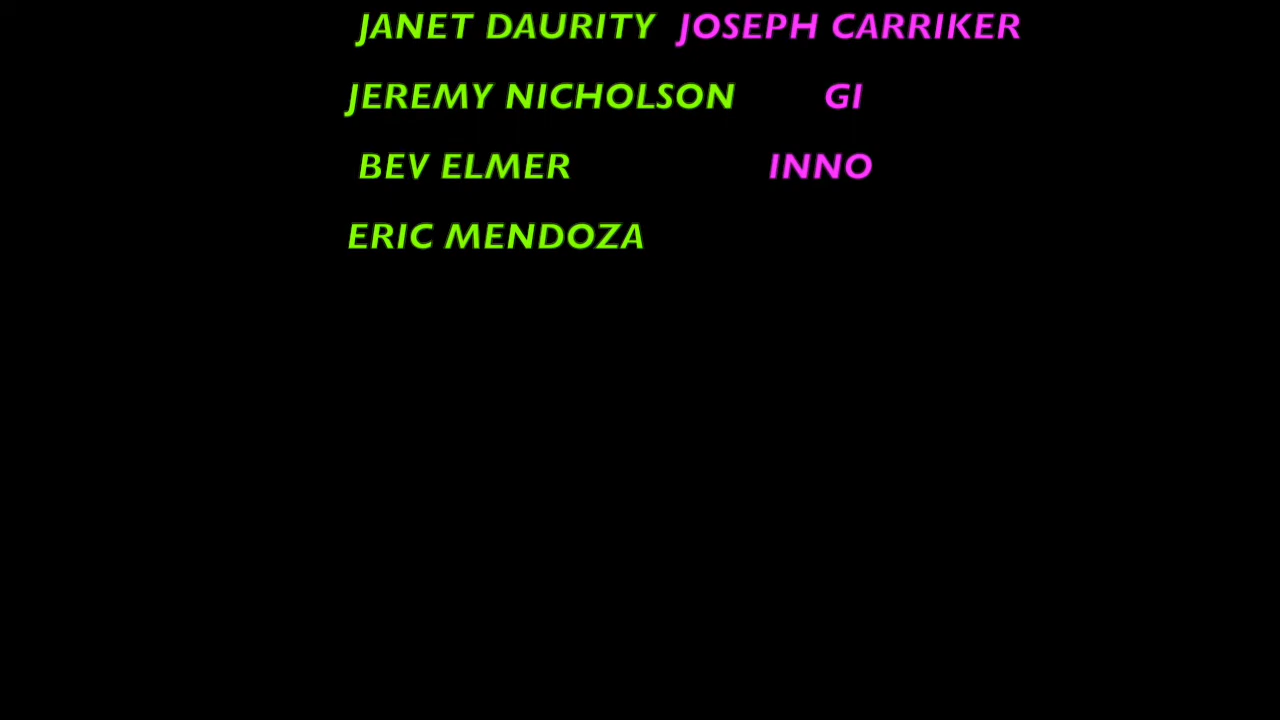 JANET DAURITY JOSEPH CARRIKER
JEREMY NICHOLSON GI
BEV ELMER INNO
ERIC MENDOZA